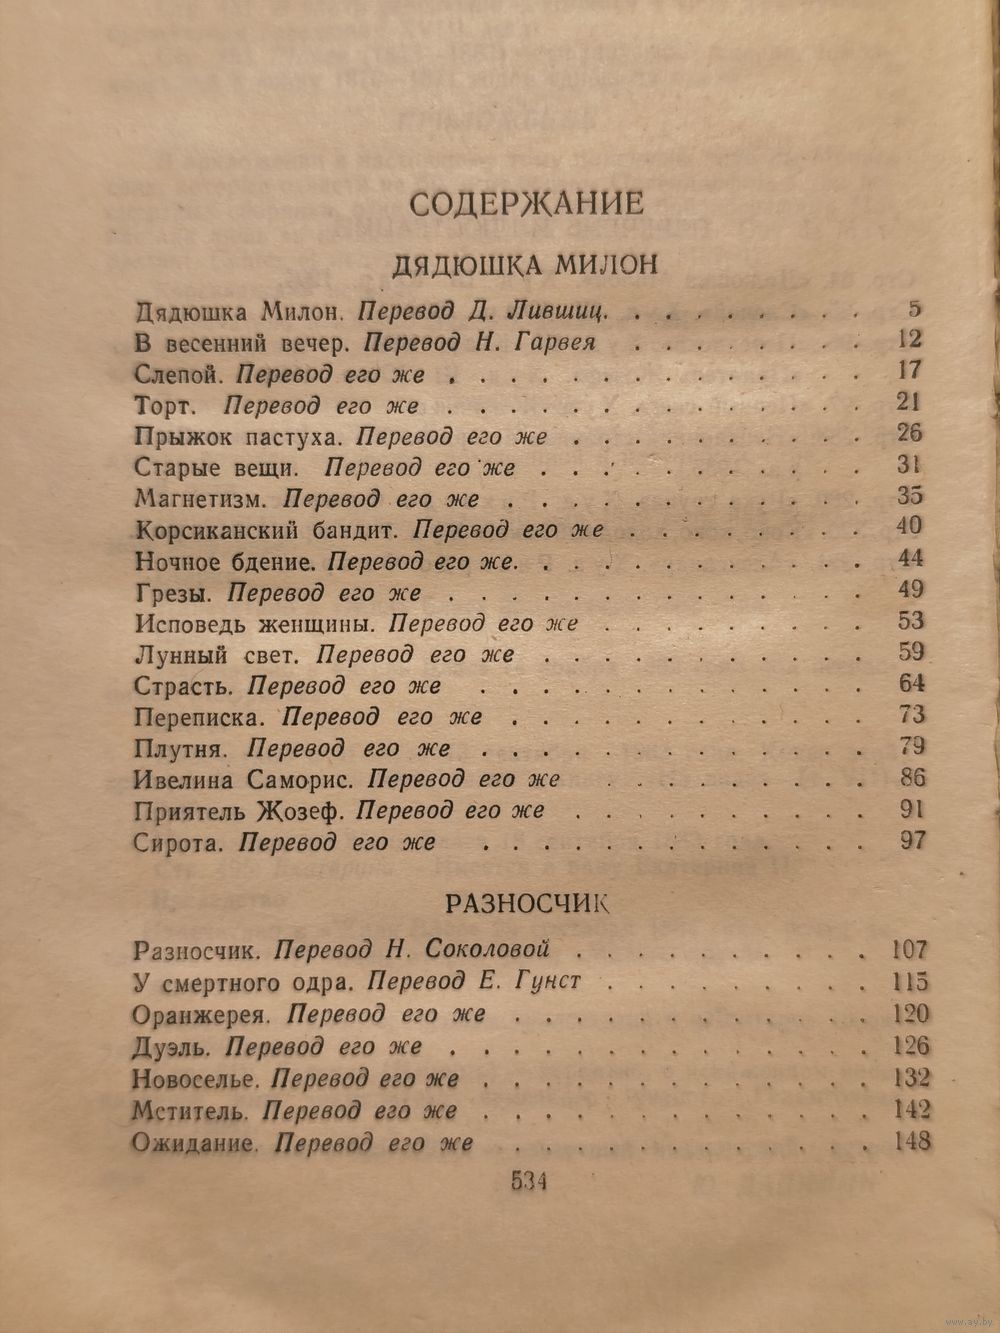 СОДЕРЖАНИЕ
ДЯДЮШКА МИЛОН
Дядюшка Милон. Перевод Д. Лившиц. . . . . . . . . 5
В весенний вечер. Перевод Н. Гарвея . . . . . . . . 12
Слепой. Перевод его же . . . . . . . . . . . . . . 17
Торт. Перевод его же . . . . . . . . . . . . . . 21
Прыжок пастуха. Перевод его же . . . . . . . . . . 26
Старые вещи. Перевод его же . . . . . . . . . . . 31
Магнетизм. Перевод его же . . . . . . . . . . . . 35
Корсиканский бандит. Перевод его же . . . . . . . . 40
Ночное бдение. Перевод его же. . . . . . . . . . . . 44
Грезы. Перевод его же . . . . . . . . . . . . . . 49
Исповедь женщины. Перевод его же . . . . . . . . . 53
Лунный свет. Перевод его же . . . . . . . . . . . 59
Страсть. Перевод его же . . . . . . . . . . . . . 64
Переписка. Перевод его же . . . . . . . . . . . . 73
Плутня. Перевод его же . . . . . . . . . . . . . 79
Ивелина Саморис. Перевод его же . . . . . . . . . 86
Приятель Жозеф. Перевод его же . . . . . . . . . . 91
Сирота. Перевод его же . . . . . . . . . . . . . 97
РАЗНОСЧИК
Разносчик. Перевод Н. Соколовой . . . . . . . . . . 107
У смертного одра. Перевод Е. Гунст . . . . . . . . . 115
Оранжерея. Перевод его же . . . . . . . . . . . . 120
Дуэль. Перевод его же . . . . . . . . . . . . . . 126
Новоселье. Перевод его же . . . . . . . . . . . . . 132
Мститель. Перевод его же . . . . . . . . . . . . . 142
Ожидание. Перевод его же . . . . . . . . . . . . 148
534
www.ay.by